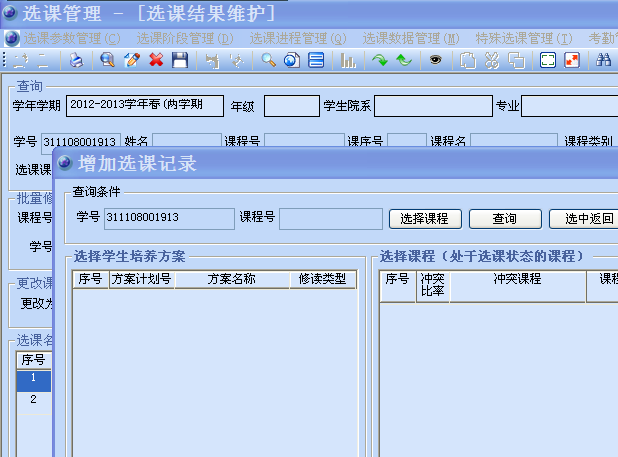 选课管理 - [选课结果维护]
选课参数管理(C) 选课阶段管理(D) 选课进程管理(Q) 选课数据管理(M) 特殊选课管理(I) 考勤
查询
学年学期 2012-2013学年春(两学期 年级 学生院系 专业
学号 311108001913 姓名 课程号 课序号 课程名 课程类别
选课课
增加选课记录
批量修
查询条件
课程号
学号 311108001913 课程号 选择课程 查询 选中返回
学号
选择学生培养方案
序号 方案计划号 方案名称 修读类型
选择课程(处于选课状态的课程)
序号 冲突比率 冲突课程 课程
更改课
更改为
选课名
序号
1
2